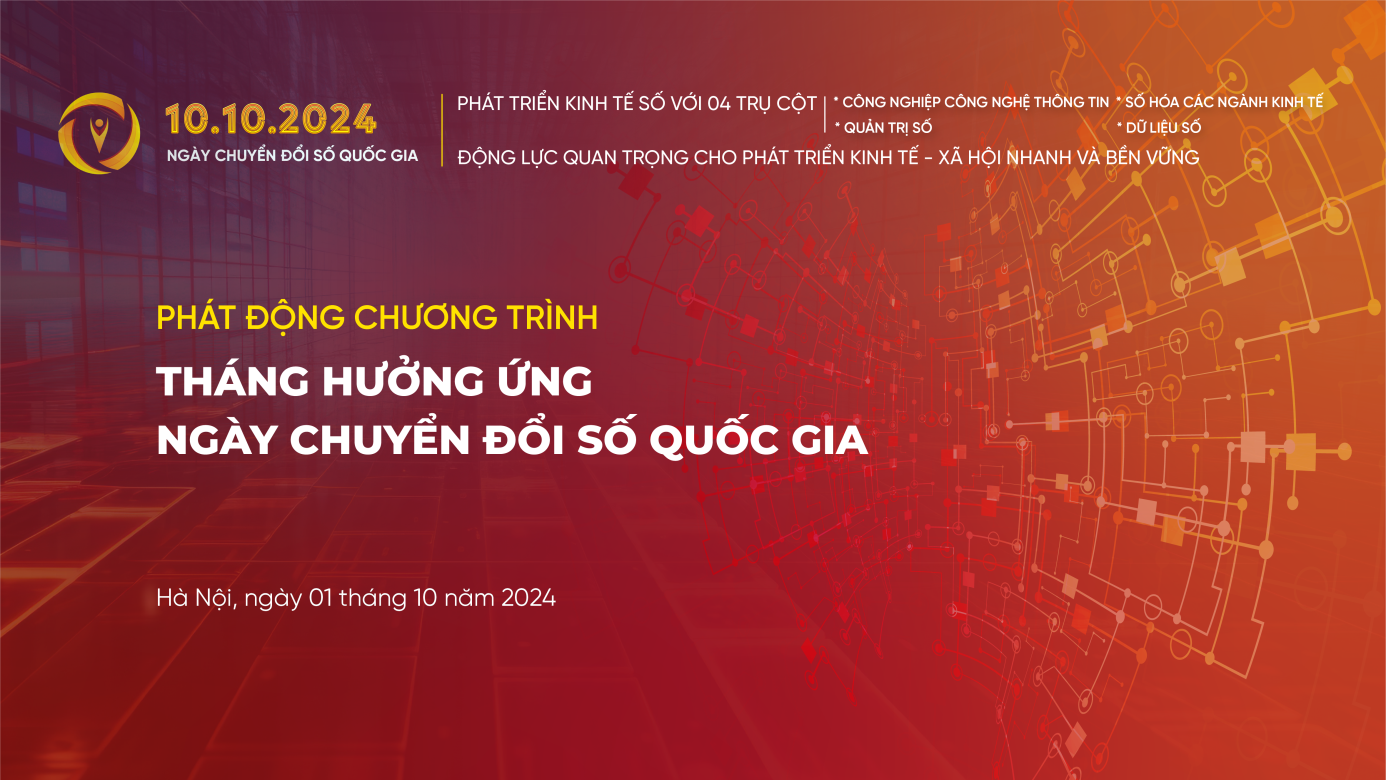 10.10.2024
NGÀY CHUYỂN ĐỔI SỐ QUỐC GIA
PHÁT TRIỂN KINH TẾ SỐ VỚI 04 TRỤ CỘT
* CÔNG NGHIỆP CÔNG NGHỆ THÔNG TIN * SỐ HÓA CÁC NGÀNH KINH TẾ
* QUẢN TRỊ SỐ * DỮ LIỆU SỐ
ĐỘNG LỰC QUAN TRỌNG CHO PHÁT TRIỂN KINH TẾ - XÃ HỘI NHANH VÀ BỀN VỮNG
PHÁT ĐỘNG CHƯƠNG TRÌNH
THÁNG HƯỞNG ỨNG
NGÀY CHUYỂN ĐỔI SỐ QUỐC GIA
Hà Nội, ngày 01 tháng 10 năm 2024